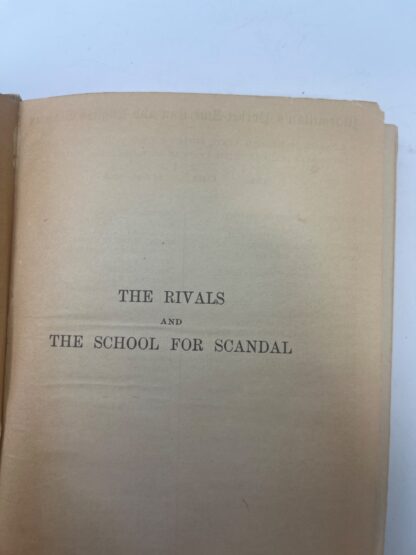 THE RIVALS
AND
THE SCHOOL FOR SCANDAL